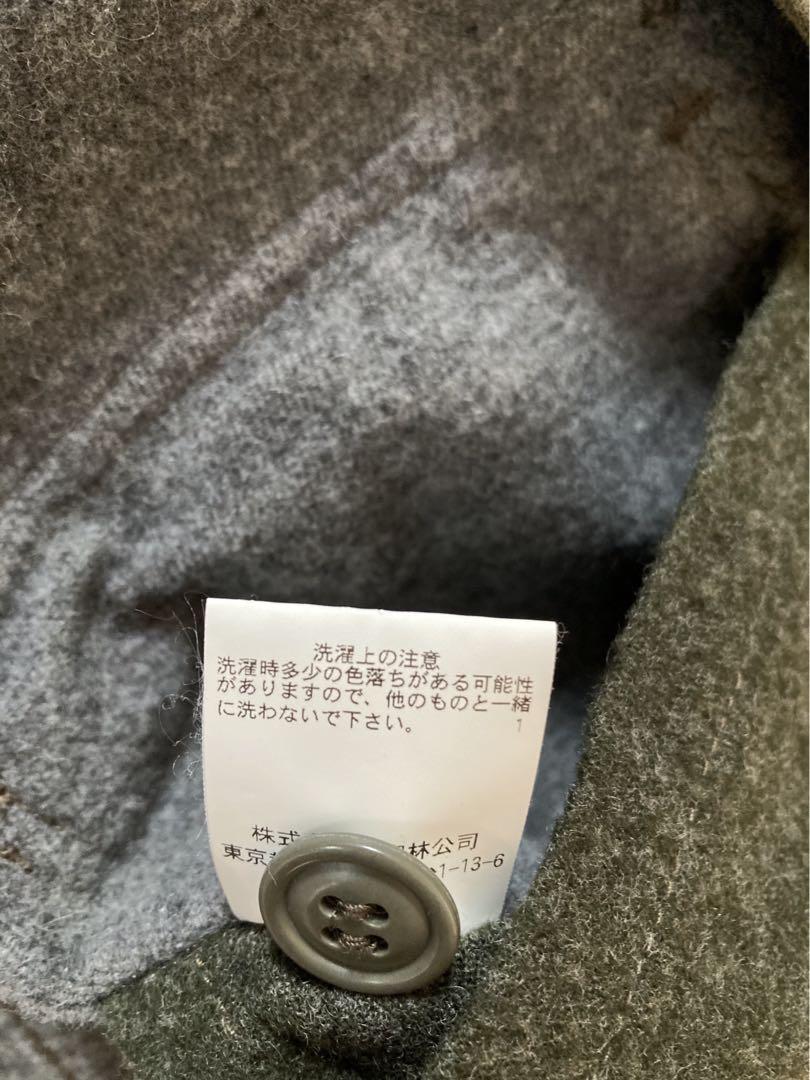 洗濯上の注意
洗濯時多少の色落ちがある可能性
がありますので、他のものと一緒
に洗わないで下さい。
1
株式 林公司
東京 1-13-6